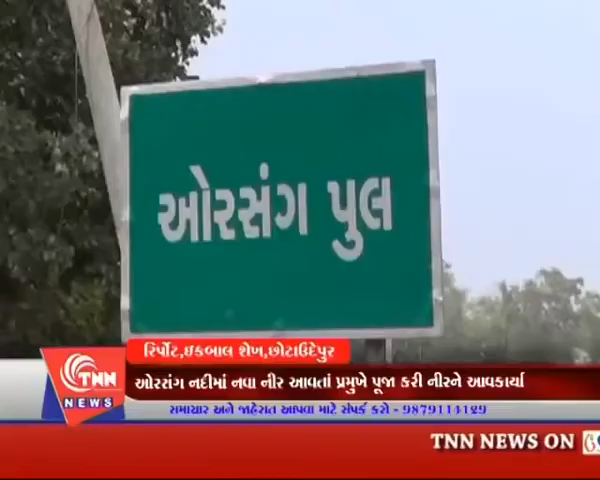 ઓરસંગ પુલ
રિર્પોટ,ઇકબાલ શેખ,છોટાઉદેપુર
TNN
NEWS
ઓરસંગ નદીમાં નવા નીર આવતાં પ્રમુખે પૂજા કરી નીરને આવકાર્યા
સમાચાર અને જાહેરાત આપવા માટે સંપર્ક કરો - 9879114129
TNN NEWS ON